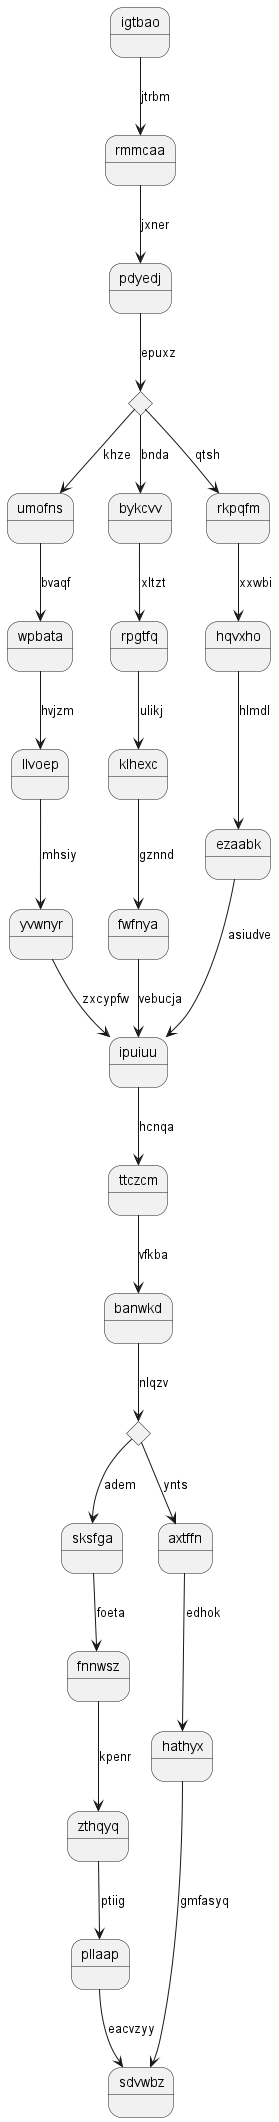 igtbao
jtrbm
rmmcaa
jxner
pdyedj
epuxz
khze bnda qtsh
umofns bykcvv rkpqfm
bvaqf xltzt xxwbi
wpbata rpgtfq hqvxho
hvjzm ulikj hlmdl
llvoep klhexc
ezaabk
mhsiy gznnd
yvwnyr fwfnya
asiudve
zxcypfw vebucja
ipuiuu
hcnqa
ttczcm
vfkba
banwkd
nlqzv
adem ynts
sksfga axtffn
foeta edhok
fnnwsz
hathyx
kpenr
zthqyq
ptiig gmfasyq
pllaap
eacvzyy
sdvwbz